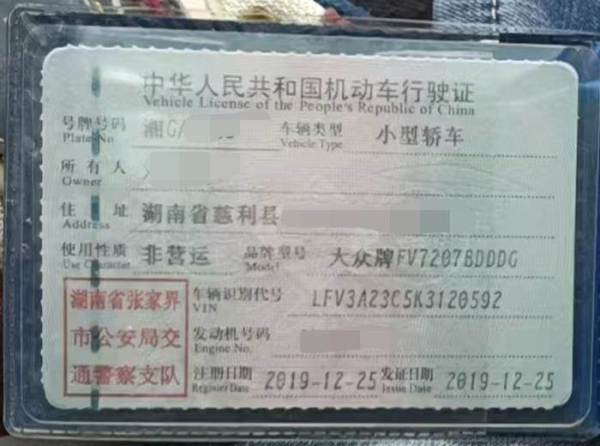 中华人民共和国机动车行驶证
Vehicle License of the People's Republic of China
号牌号码 湘G 车辆类型 小型轿车
Plate No Vehicle Type
所有人
Owner
住址 湖南省慈利县
Address
使用性质 非营运 品牌型号 大众牌FV7207BDDDG
Use Character Model
湖南省张家界 车辆识别代号 LFV3A23C5K3120592
VIN
市公安局交 发动机号码
Engine No.
通警察支队 注册日期 2019-12-25 发证日期 2019-12-25
Register Date Issue Date